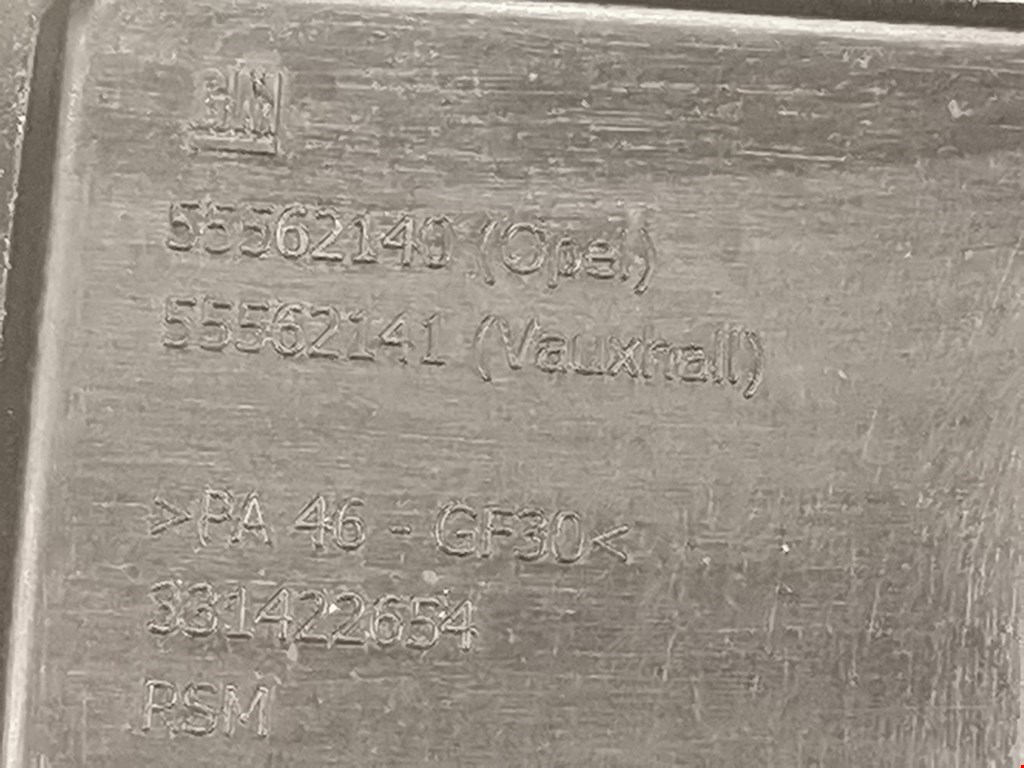 GM
55562140 (Opel)
55562141 (Vauxhall)
>PA 46 - GF30<
331422654
RSM